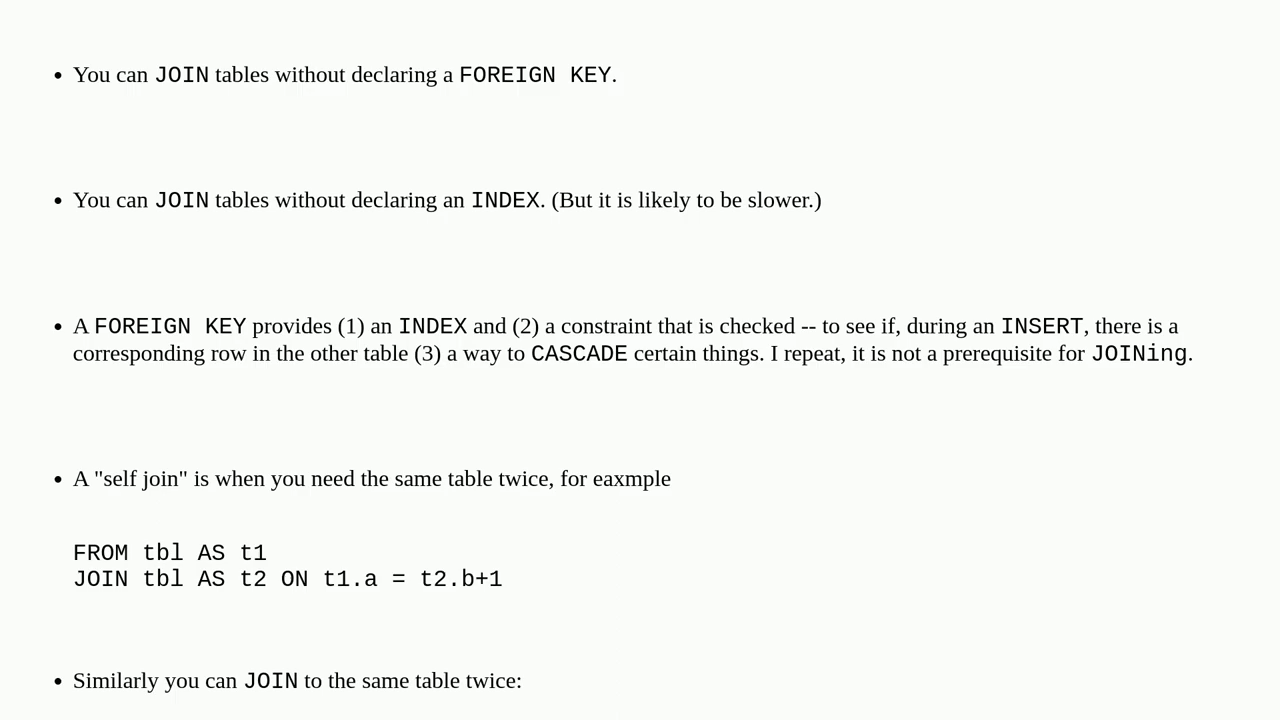 • You can JOIN tables without declaring a FOREIGN KEY.
• You can JOIN tables without declaring an INDEX. (But it is likely to be slower.)
• A FOREIGN KEY provides (1) an INDEX and (2) a constraint that is checked -- to see if, during an INSERT, there is a
corresponding row in the other table (3) a way to CASCADE certain things. I repeat, it is not a prerequisite for JOINing.
• A "self join" is when you need the same table twice, for eaxmple
FROM tbl AS t1
JOIN tbl AS t2 ON t1.a = t2.b+1
• Similarly you can JOIN to the same table twice: